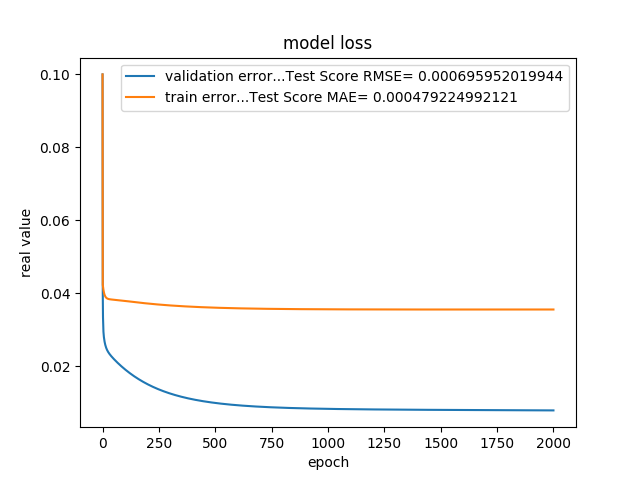 model loss
validation error...Test Score RMSE= 0.000695952019944
train error...Test Score MAE= 0.000479224992121
0.10
0.08
0.06
0.04
0.02
real value
0
250
500
750
1000
1250
1500
1750
2000
epoch